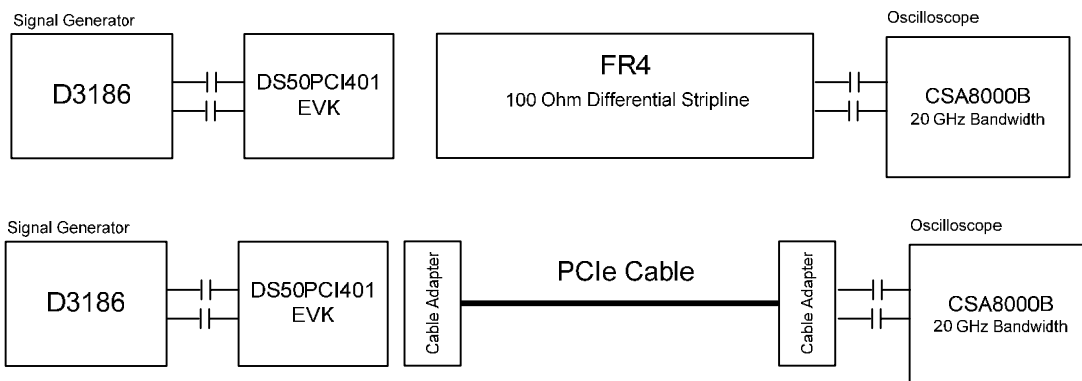 Signal Generator
D3186
DS50PCI401
EVK
FR4
100 Ohm Differential Stripline
Oscilloscope
CSA8000B
20 GHz Bandwidth
Signal Generator
D3186
DS50PCI401
EVK
Cable Adapter
PCIe Cable
Cable Adapter
Oscilloscope
CSA8000B
20 GHz Bandwidth